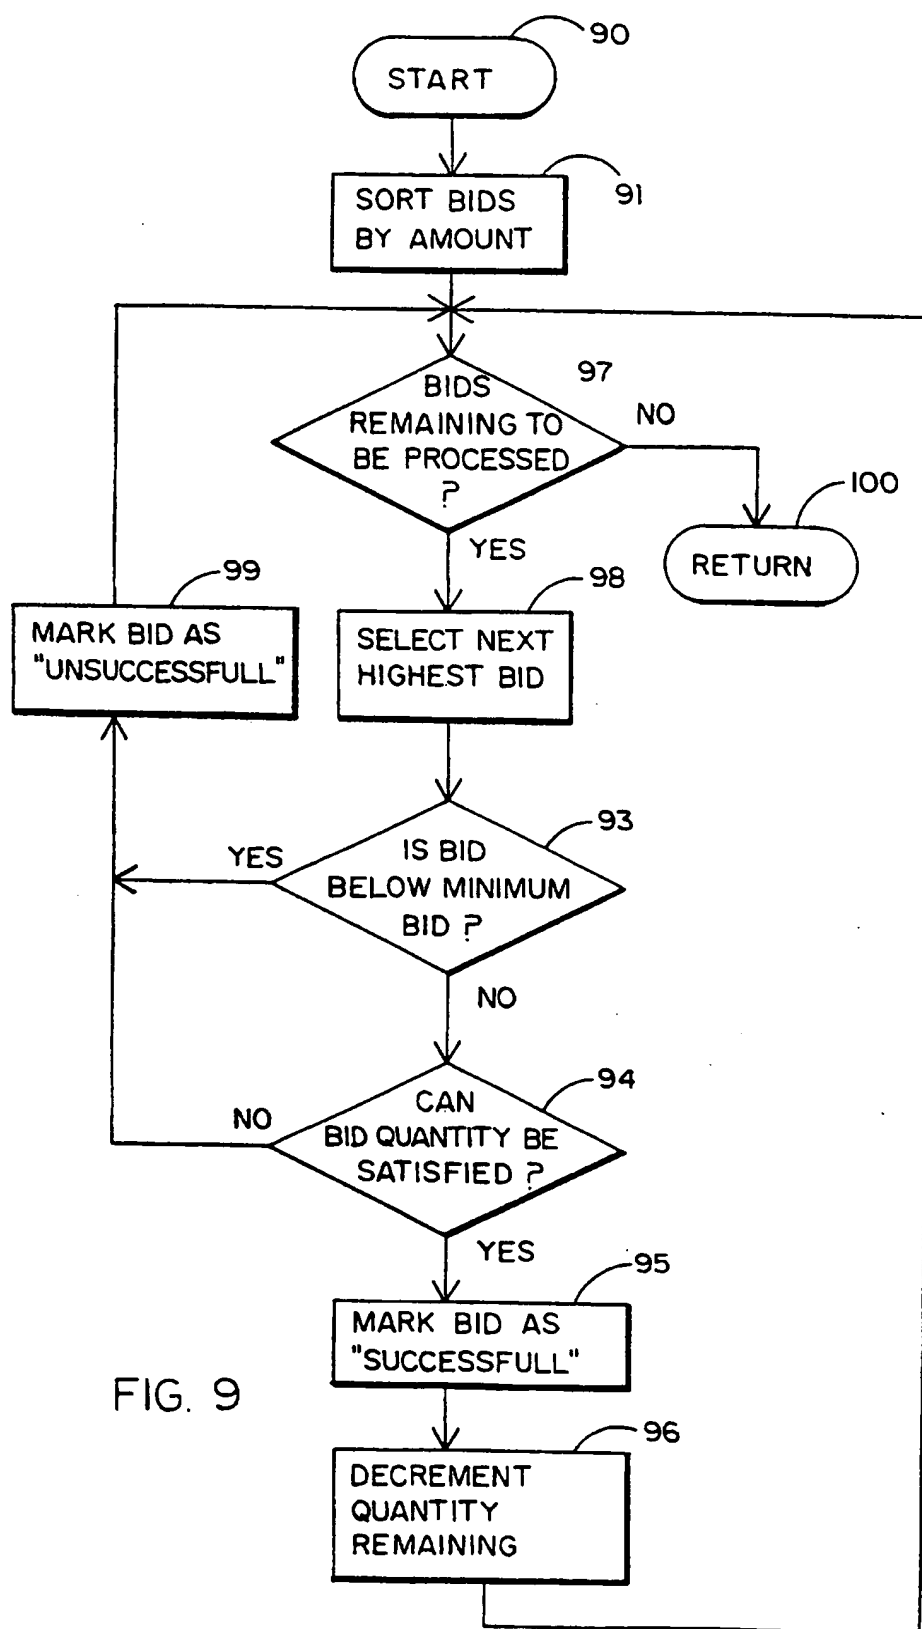 90
START
91
SORT BIDS
BY AMOUNT
97
BIDS
REMAINING TO
BE PROCESSED
?
NO
100
RETURN
YES
99
MARK BID AS
"UNSUCCESSFULL"
98
SELECT NEXT
HIGHEST BID
93
YES
IS BID
BELOW MINIMUM
BID ?
NO
94
NO
CAN
BID QUANTITY BE
SATISFIED ?
YES
95
MARK BID AS
"SUCCESSFULL"
FIG. 9
96
DECREMENT
QUANTITY
REMAINING